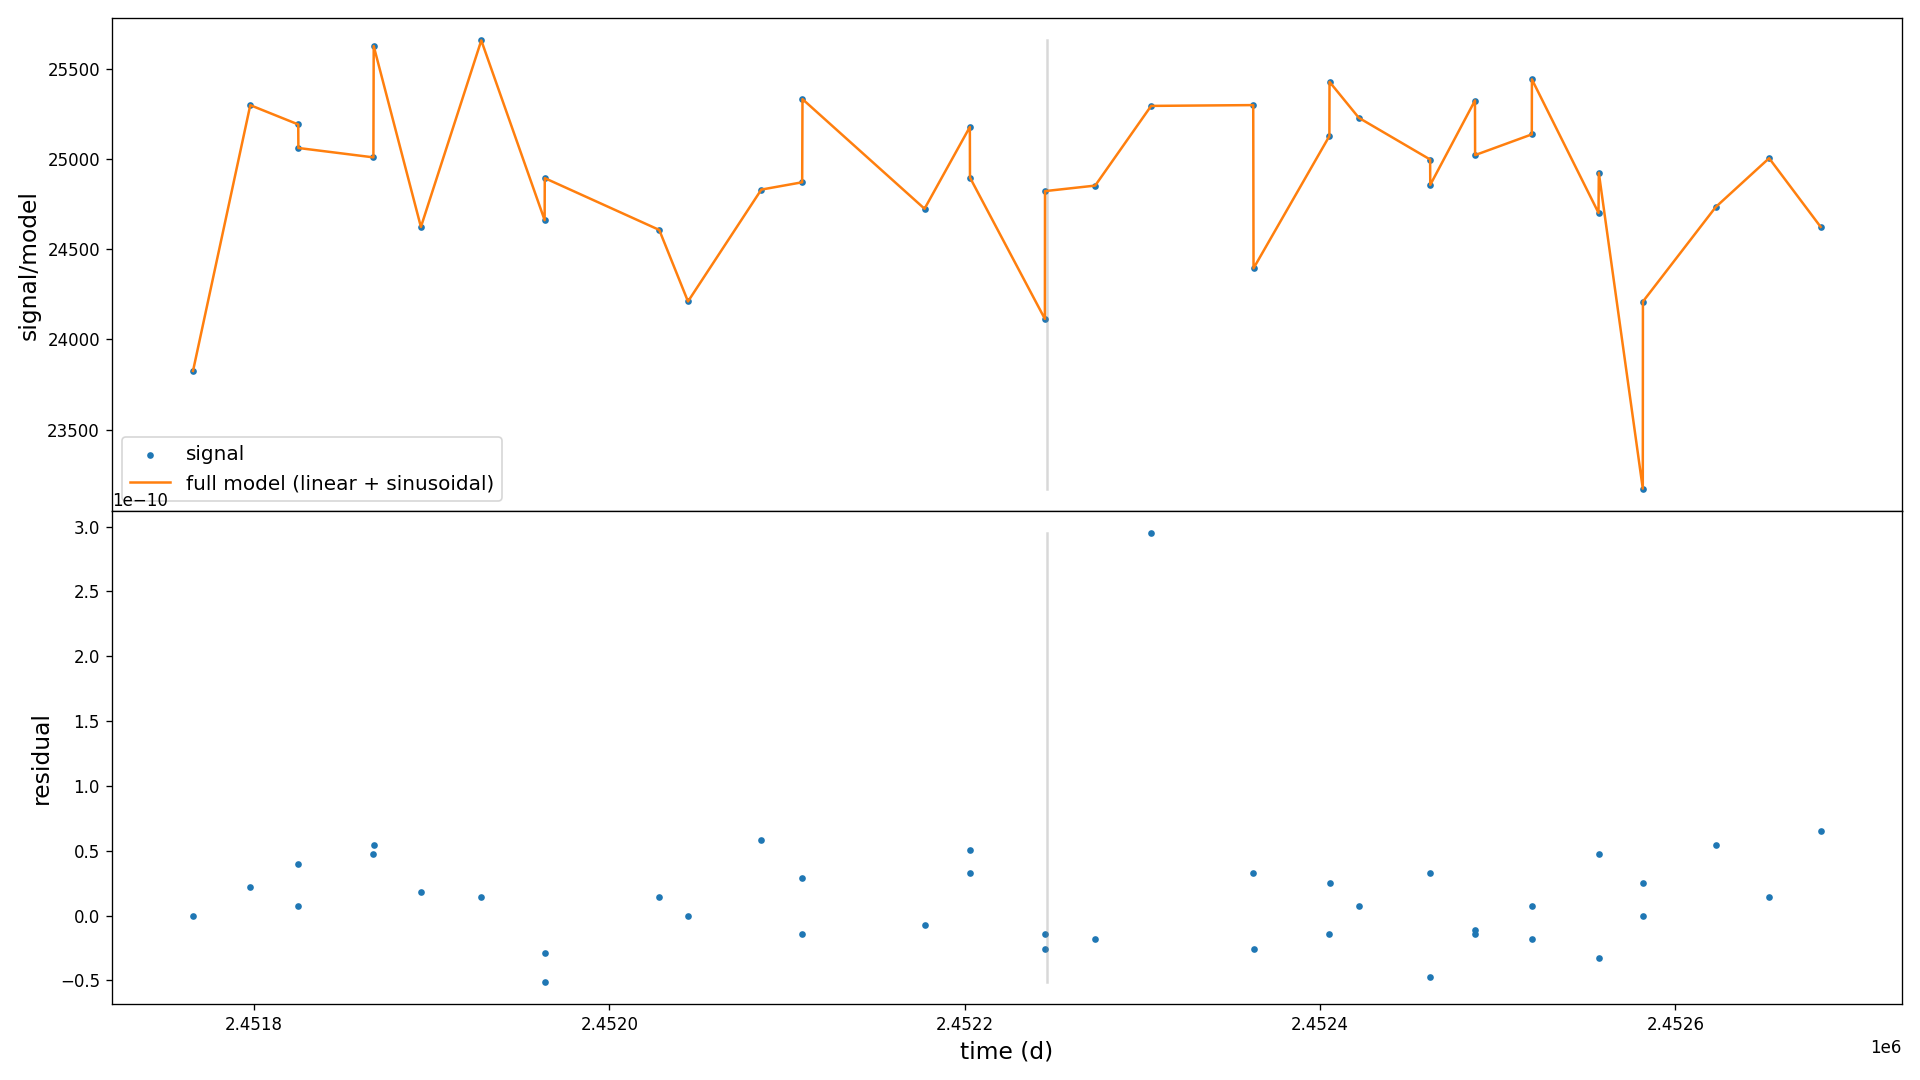 25500
25000
24500
24000
23500
signal/model
signal
full model (linear + sinusoidal)
1e−10
3.0
2.5
2.0
1.5
1.0
0.5
0.0
−0.5
residual
2.4518 2.4520 2.4522 2.4524 2.4526
time (d)
1e6